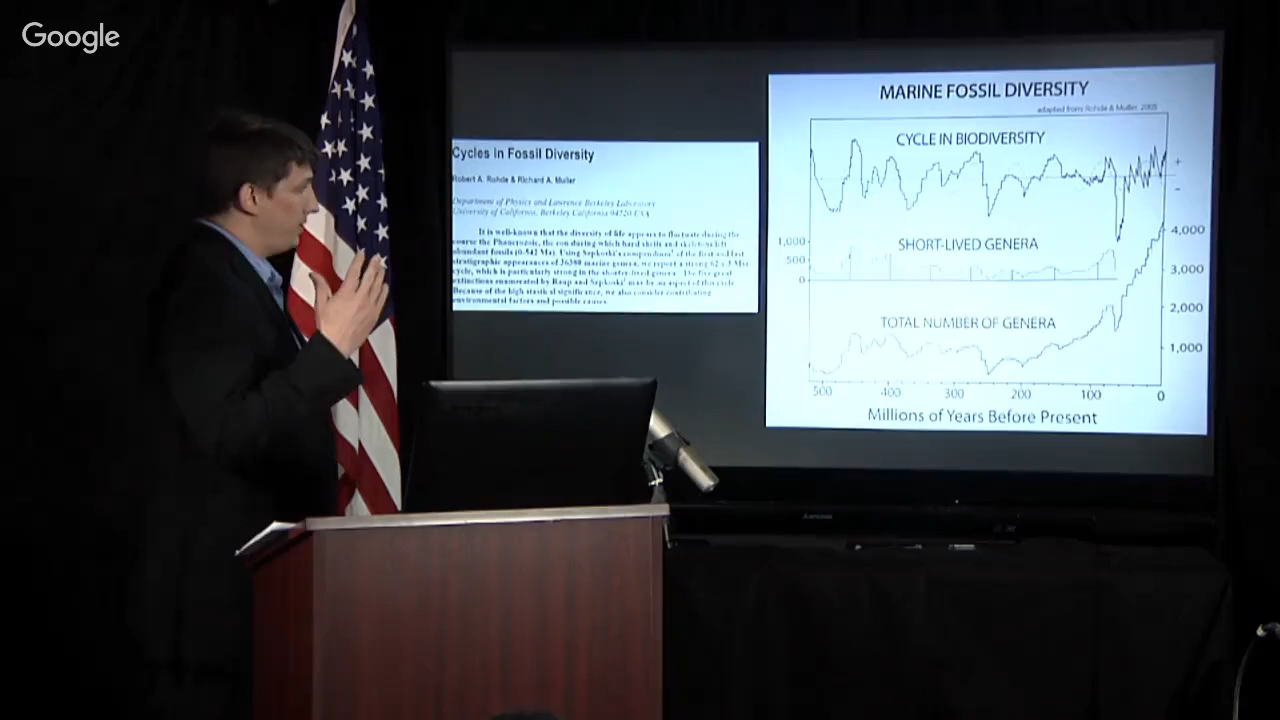 Google
Cycles in Fossil Diversity
Robert A. Rohde & Richard A. Muller
Department of Physics and Lawrence Berkeley Laboratory
University of California, Berkeley California 94720 USA
It is well-known that the diversity of life appears to fluctuate during the
course the Phanerozoic, the eon during which hard shells and skeletons left
abundant fossils (0-542 Ma). Using Sepkoski's compendium of the first and last
stratigraphic appearances of 36380 marine genera, we report a strong 62 ± 3 Myr
cycle, which is particularly strong in the shorter-lived genera. The five great
extinctions enumerated by Raup and Sepkoski may be an aspect of this cycle.
Because of the high statistical significance, we also consider contributing
environmental factors and possible causes.
MARINE FOSSIL DIVERSITY
adapted from: Rohde & Muller, 2005
CYCLE IN BIODIVERSITY
+
-
4,000
1,000
SHORT-LIVED GENERA
500
3,000
0
2,000
TOTAL NUMBER OF GENERA
1,000
500 400 300 200 100 0
Millions of Years Before Present